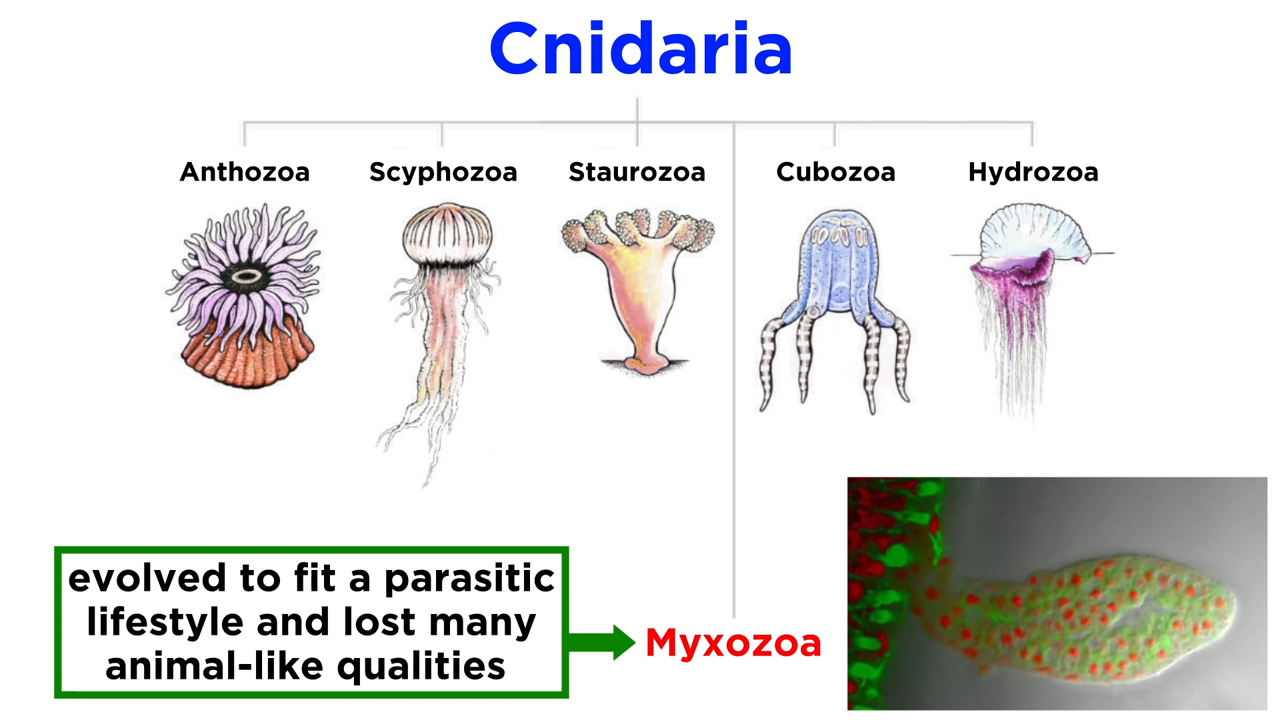 Cnidaria
Anthozoa
Scyphozoa
Staurozoa
Cubozoa
Hydrozoa
evolved to fit a parasitic
lifestyle and lost many
animal-like qualities
Myxozoa